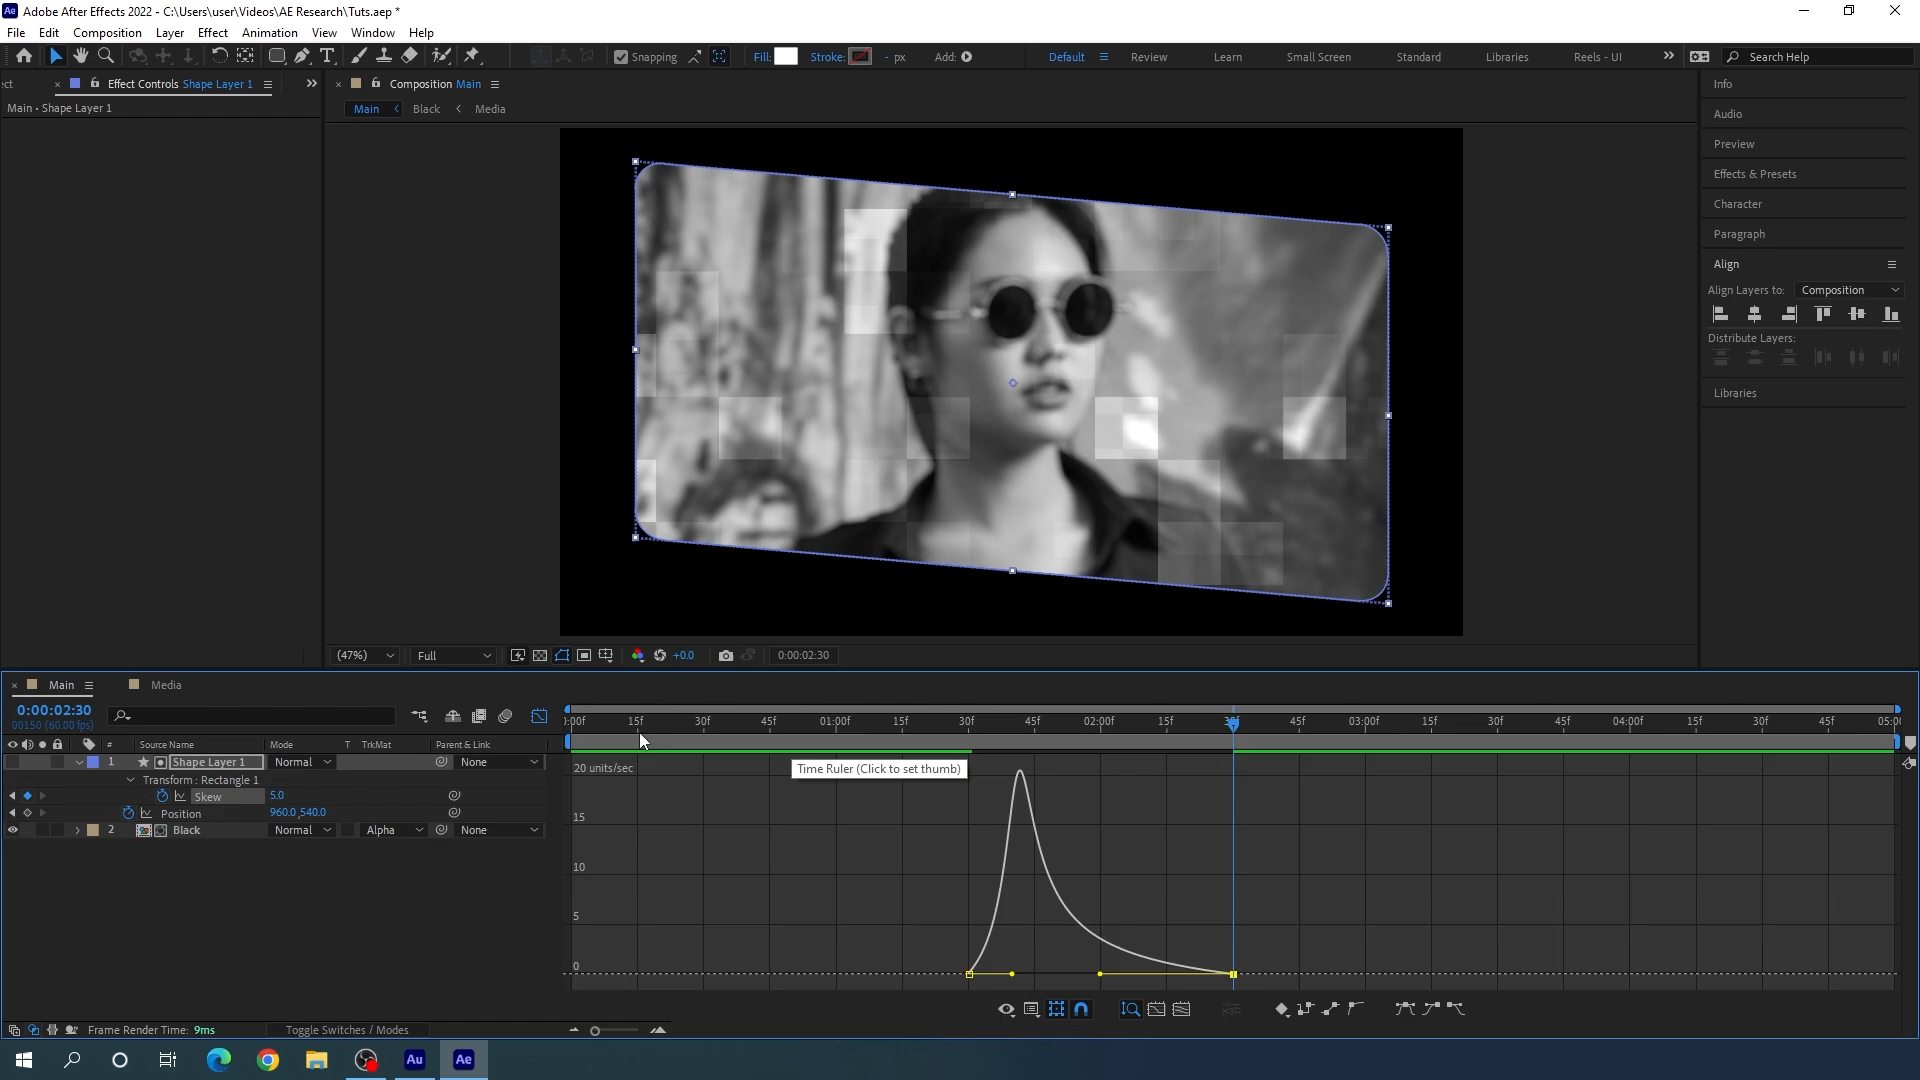 Ae Adobe After Effects 2022 - C:\Users\user\Videos\AE Research\Tuts.aep *
File Edit Composition Layer Effect Animation View Window Help
Snapping Fill: Stroke: - px Add: Default Review Learn Small Screen Standard Libraries Reels - UI Search Help
ect Effect Controls Shape Layer 1
Main • Shape Layer 1
Composition Main
Main Black Media
Info
Audio
Preview
Effects & Presets
Character
Paragraph
Align
Align Layers to: Composition
Distribute Layers:
Libraries
(47%) Full +0.0 0:00:02:30
Main Media
0:00:02:30
00150 (60.00 fps)
):00f 15f 30f 45f 01:00f 15f 30f 45f 02:00f 15f 30f 45f 03:00f 15f 30f 45f 04:00f 15f 30f 45f 05:00
# Source Name Mode T TrkMat Parent & Link
1 Shape Layer 1 Normal None
Transform : Rectangle 1
Skew 5.0
Position 960.0,540.0
2 Black Normal Alpha None
Time Ruler (Click to set thumb)
20 units/sec
15
10
5
0
Frame Render Time: 9ms Toggle Switches / Modes
Au Ae